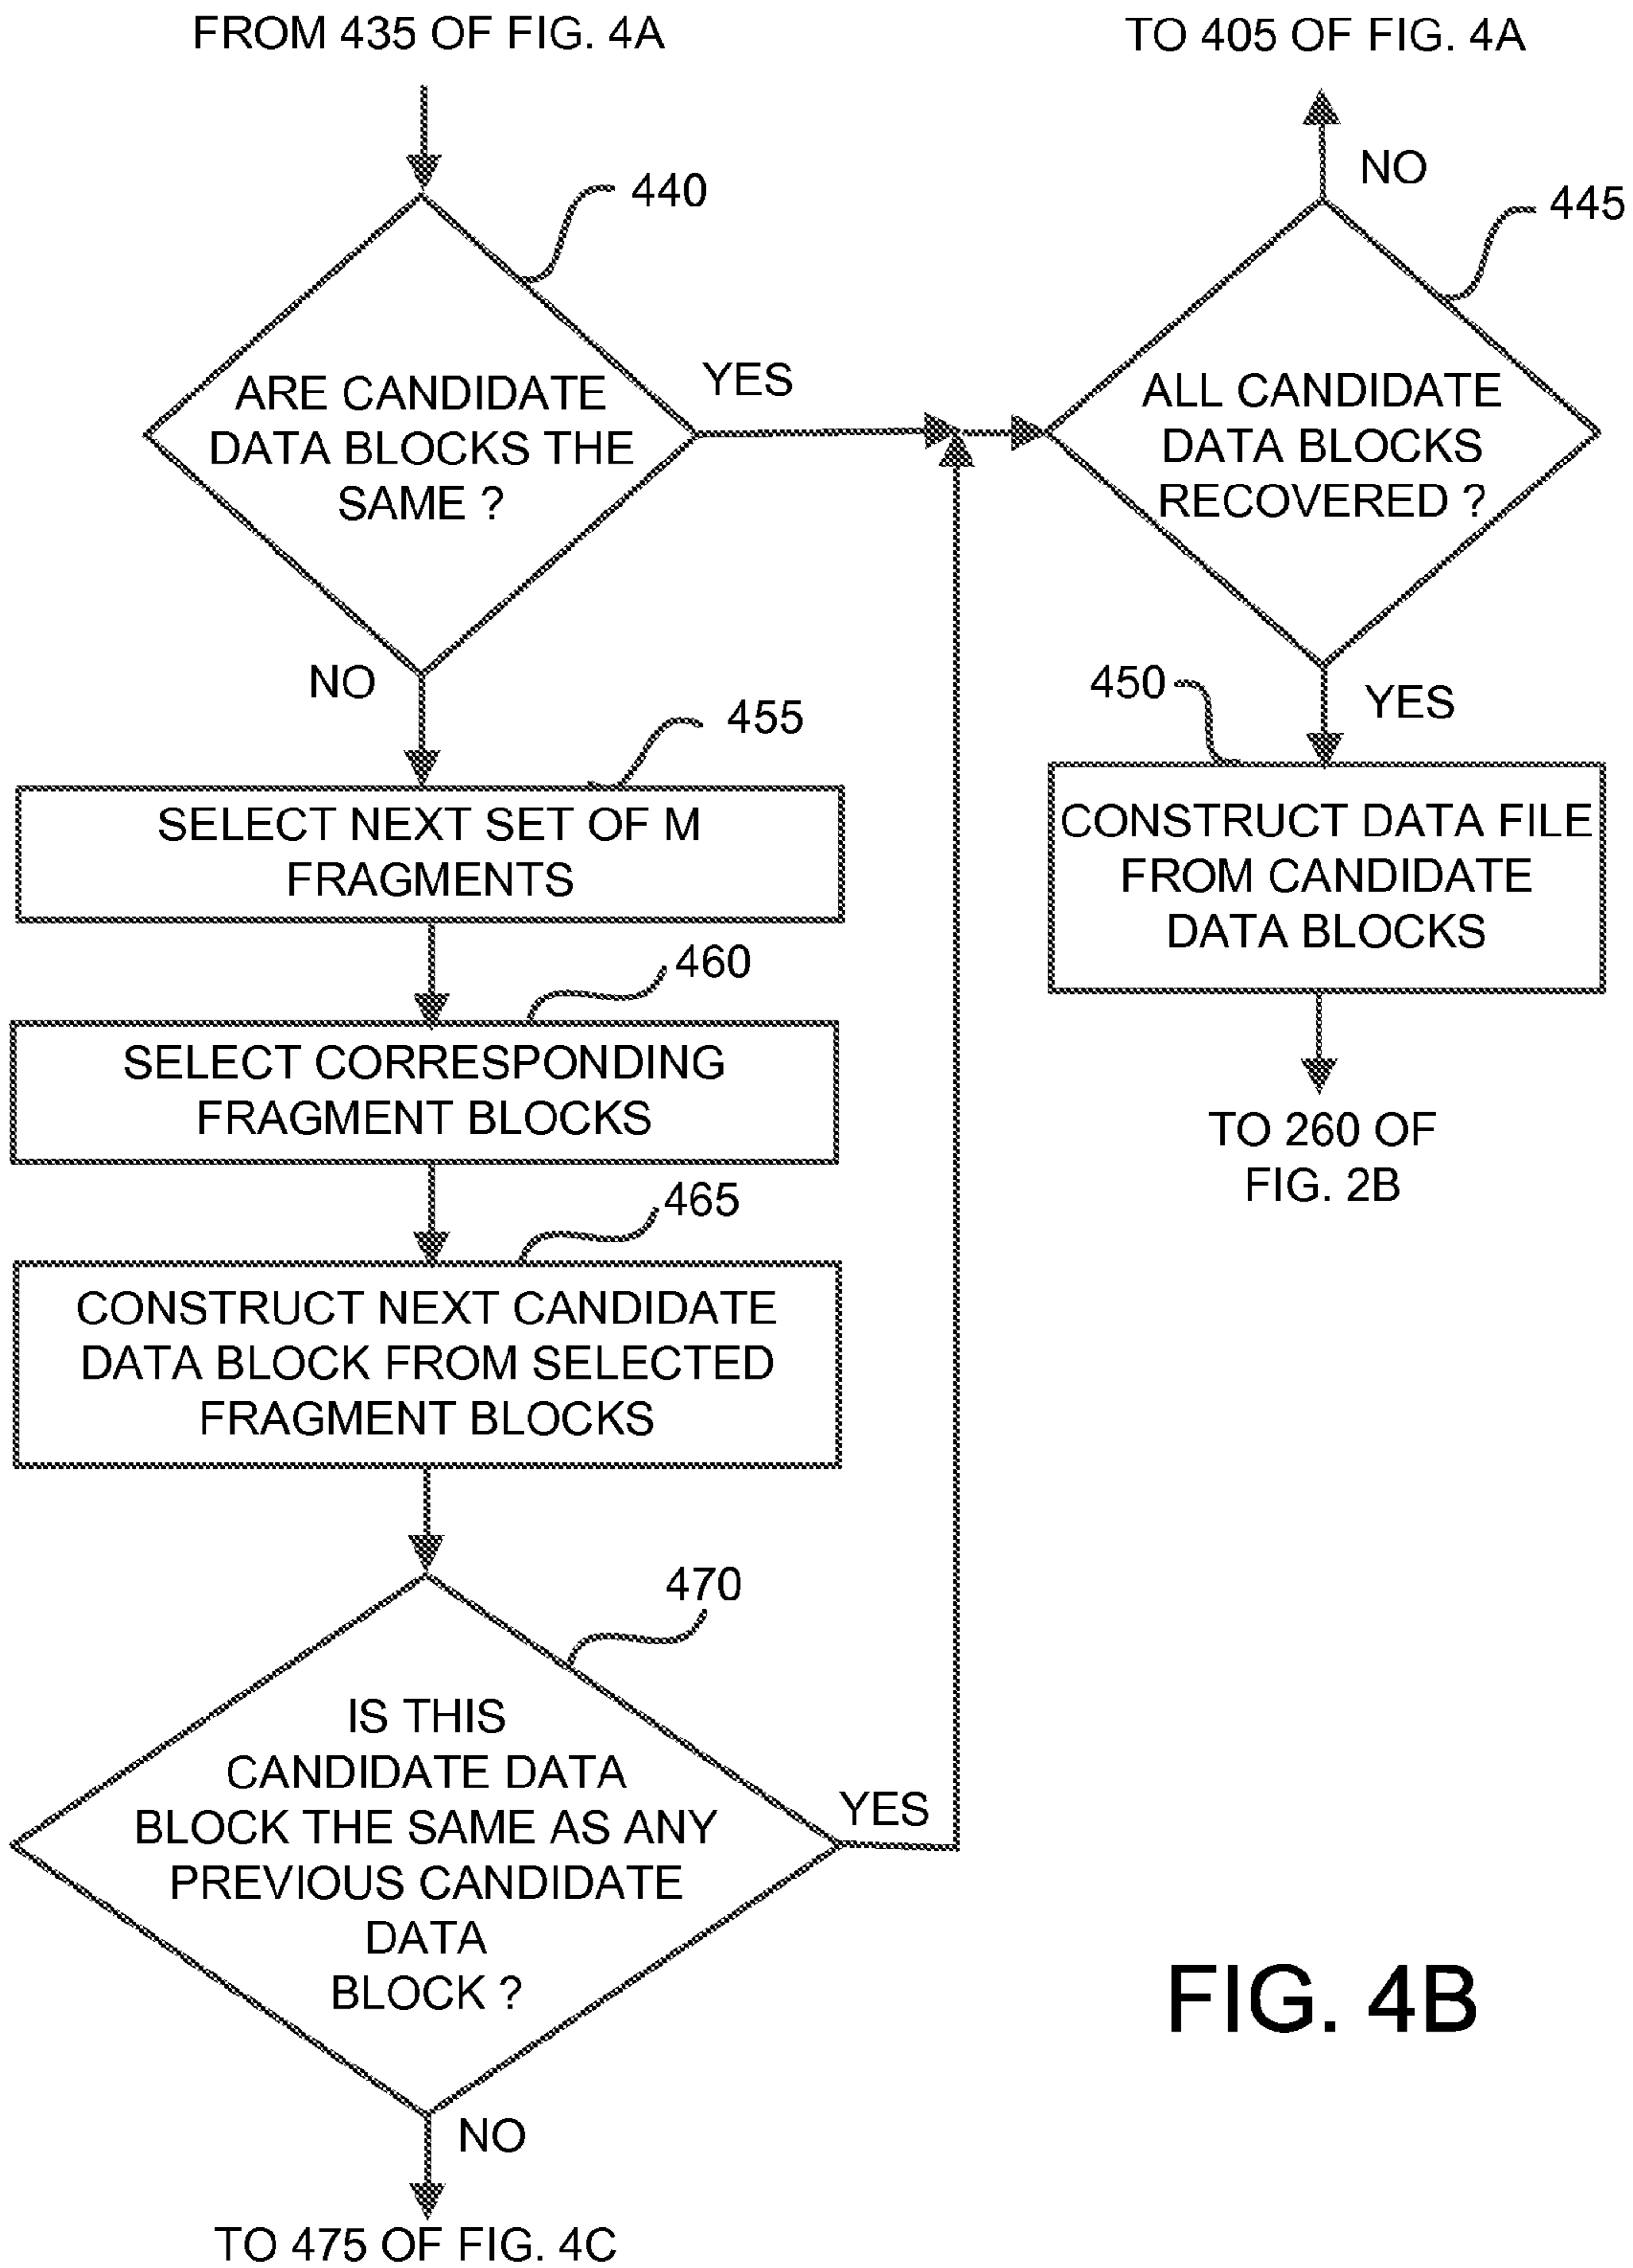 FROM 435 OF FIG. 4A
440
ARE CANDIDATE
DATA BLOCKS THE
SAME ?
YES
NO
455
SELECT NEXT SET OF M
FRAGMENTS
460
SELECT CORRESPONDING
FRAGMENT BLOCKS
465
CONSTRUCT NEXT CANDIDATE
DATA BLOCK FROM SELECTED
FRAGMENT BLOCKS
470
IS THIS
CANDIDATE DATA
BLOCK THE SAME AS ANY
PREVIOUS CANDIDATE
DATA
BLOCK ?
YES
NO
TO 475 OF FIG. 4C
TO 405 OF FIG. 4A
NO
445
ALL CANDIDATE
DATA BLOCKS
RECOVERED ?
450
YES
CONSTRUCT DATA FILE
FROM CANDIDATE
DATA BLOCKS
TO 260 OF
FIG. 2B
FIG. 4B